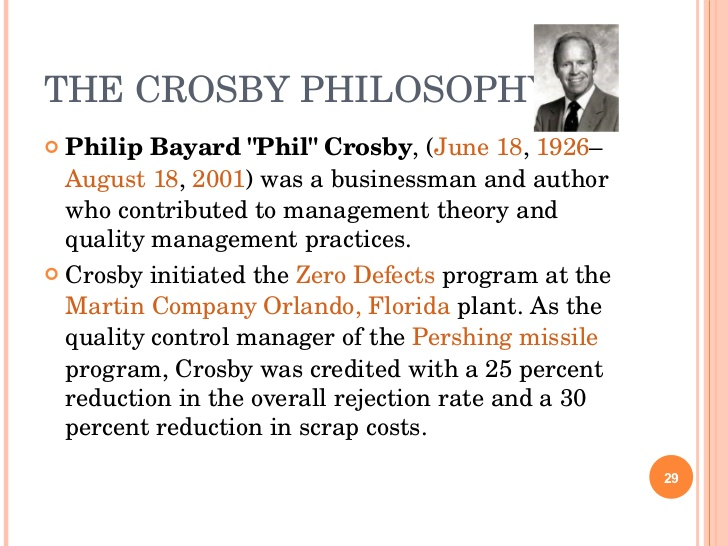 THE CROSBY PHILOSOPHY
Philip Bayard "Phil" Crosby, (June 18, 1926–
August 18, 2001) was a businessman and author
who contributed to management theory and
quality management practices.
Crosby initiated the Zero Defects program at the
Martin Company Orlando, Florida plant. As the
quality control manager of the Pershing missile
program, Crosby was credited with a 25 percent
reduction in the overall rejection rate and a 30
percent reduction in scrap costs.
29